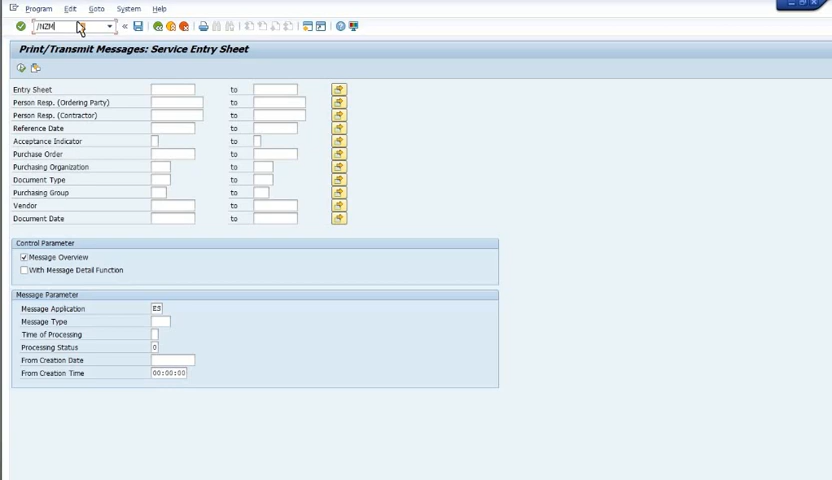 Program Edit Goto System Help
/NZM
Print/Transmit Messages: Service Entry Sheet
Entry Sheet to
Person Resp. (Ordering Party) to
Person Resp. (Contractor) to
Reference Date to
Acceptance Indicator to
Purchase Order to
Purchasing Organization to
Document Type to
Purchasing Group to
Vendor to
Document Date to
Control Parameter
Message Overview
With Message Detail Function
Message Parameter
Message Application ES
Message Type
Time of Processing
Processing Status 0
From Creation Date
From Creation Time 00:00:00